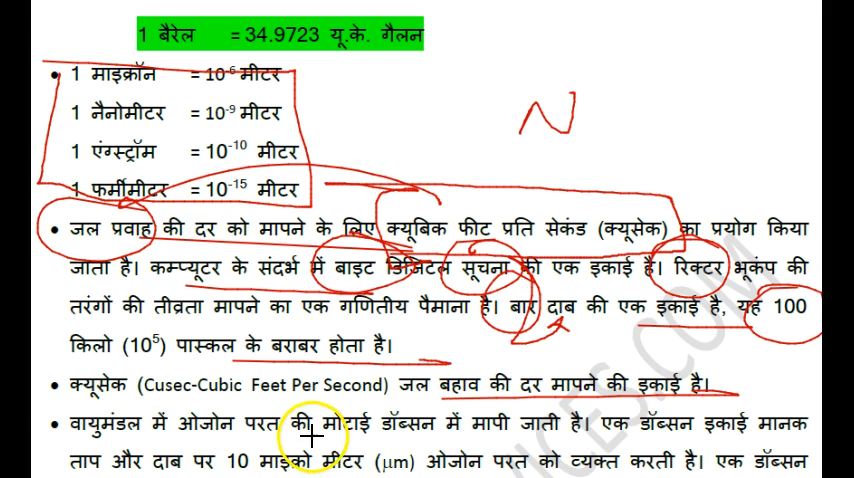 1 बैरेल = 34.9723 यू.के. गैलन
• 1 माइक्रॉन = 10⁻⁶ मीटर
1 नैनोमीटर = 10⁻⁹ मीटर
1 एंग्स्ट्रॉम = 10⁻¹⁰ मीटर
1 फर्मीमीटर = 10⁻¹⁵ मीटर
N
• जल प्रवाह की दर को मापने के लिए क्यूबिक फीट प्रति सेकंड (क्यूसेक) का प्रयोग किया
जाता है। कम्प्यूटर के संदर्भ में बाइट डिजिटल सूचना की एक इकाई है। रिक्टर भूकंप की
तरंगों की तीव्रता मापने का एक गणितीय पैमाना है। बार दाब की एक इकाई है, यह 100
किलो (10⁵) पास्कल के बराबर होता है।
• क्यूसेक (Cusec-Cubic Feet Per Second) जल बहाव की दर मापने की इकाई है।
• वायुमंडल में ओजोन परत की मोटाई डॉब्सन में मापी जाती है। एक डॉब्सन इकाई मानक
ताप और दाब पर 10 माइको मीटर (μm) ओजोन परत को व्यक्त करती है। एक डॉब्सन